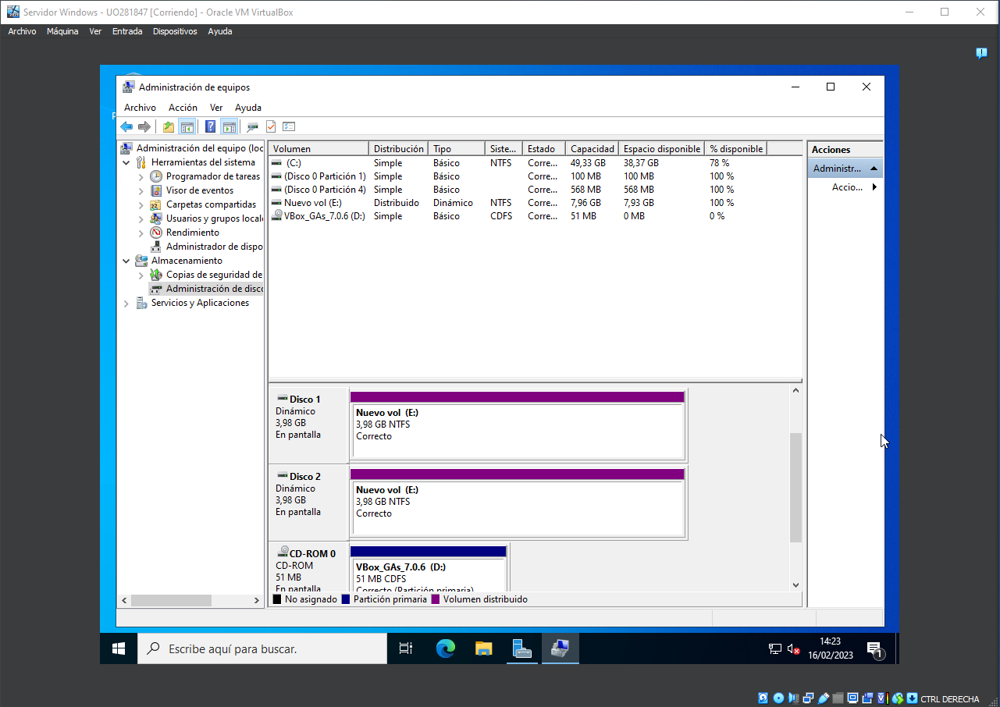 Servidor Windows - UO281847 [Corriendo] - Oracle VM VirtualBox
Archivo Máquina Ver Entrada Dispositivos Ayuda
Administración de equipos
Archivo Acción Ver Ayuda
Administración del equipo (loc
Herramientas del sistema
Programador de tareas
Visor de eventos
Carpetas compartidas
Usuarios y grupos locale
Rendimiento
Administrador de dispo
Almacenamiento
Copias de seguridad de
Administración de disco
Servicios y Aplicaciones
Volumen Distribución Tipo Siste... Estado Capacidad Espacio disponible % disponible
(C:) Simple Básico NTFS Corre... 49,33 GB 38,37 GB 78 %
(Disco 0 Partición 1) Simple Básico Corre... 100 MB 100 MB 100 %
(Disco 0 Partición 4) Simple Básico Corre... 568 MB 568 MB 100 %
Nuevo vol (E:) Distribuido Dinámico NTFS Corre... 7,96 GB 7,93 GB 100 %
VBox_GAs_7.0.6 (D:) Simple Básico CDFS Corre... 51 MB 0 MB 0 %
Acciones
Administr...
Accio...
Disco 1
Dinámico
3,98 GB
En pantalla
Nuevo vol (E:)
3,98 GB NTFS
Correcto
Disco 2
Dinámico
3,98 GB
En pantalla
Nuevo vol (E:)
3,98 GB NTFS
Correcto
CD-ROM 0
CD-ROM
51 MB
En pantalla
VBox_GAs_7.0.6 (D:)
51 MB CDFS
Correcto (Partición primaria)
No asignado Partición primaria Volumen distribuido
Escribe aquí para buscar.
14:23
16/02/2023
1
CTRL DERECHA